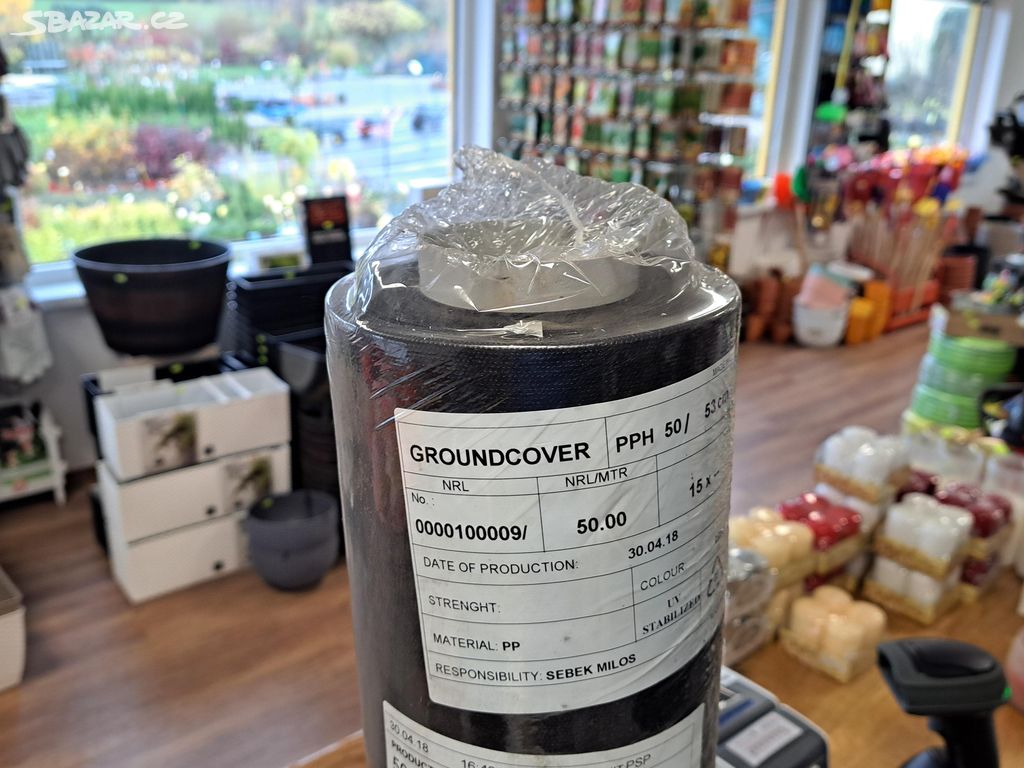 SBAZAR.CZ
GROUNDCOVER PPH 50/ 53 cm
NRL NRL/MTR
No.:
0000100009/ 50.00 15 x
DATE OF PRODUCTION: 30.04.18
STRENGHT: COLOUR
UV
STABILIZED
MATERIAL: PP
RESPONSIBILITY: SEBEK MILOS
30.04.18